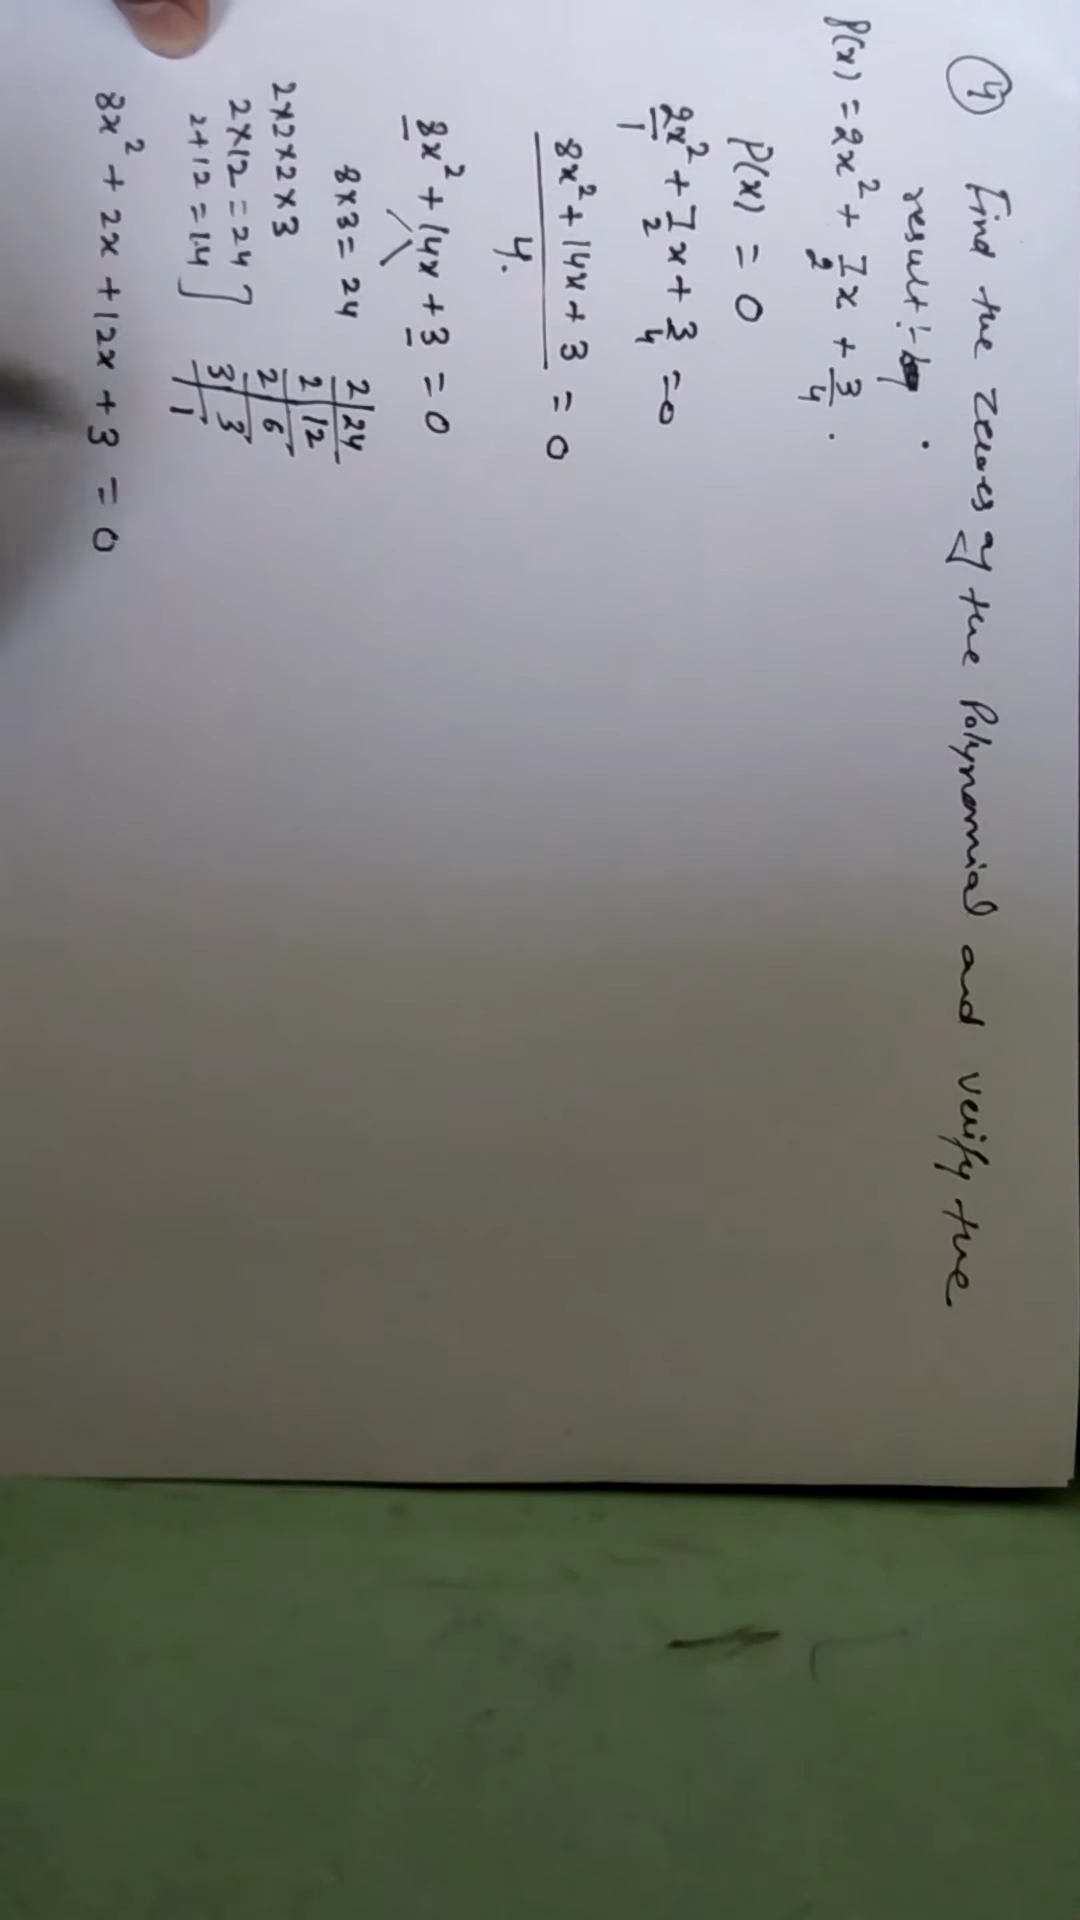 ④ Find the zeroes of the Polynomial and verify the
result :-
P(x) = 2x² + 7/2 x + 3/4 .
P(x) = 0
2x²/1 + 7/2 x + 3/4 = 0
8x² + 14x + 3 / 4. = 0
8x² + 14x + 3 = 0
8×3 = 24
2×2×2×3
2×12 = 24
2+12 = 14
2 | 24
2 | 12
2 | 6
3 | 3
1
8x² + 2x + 12x + 3 = 0